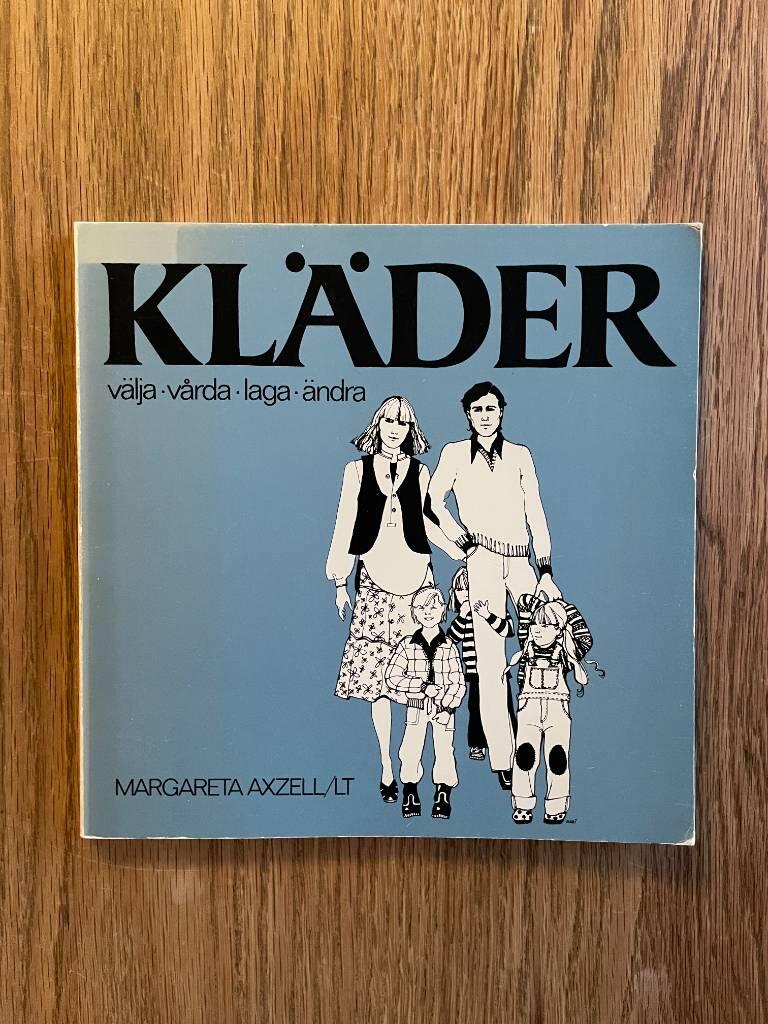 KLÄDER
välja · vårda · laga · ändra
MARGARETA AXZELL/LT